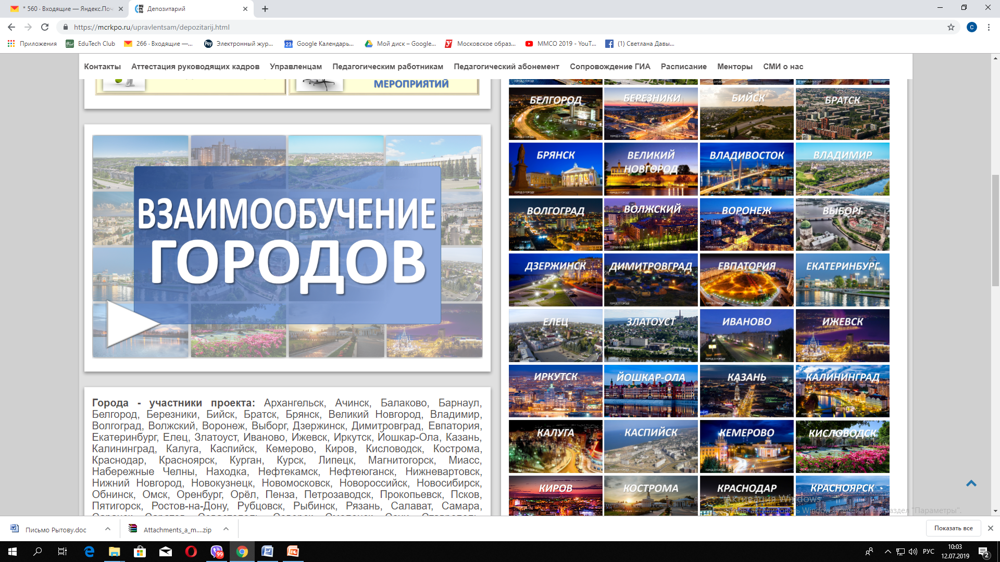 * 560 · Входящие — Яндекс.Поч
Депозитарий
https://mcrkpo.ru/upravlentsam/depozitarij.html
Приложения
EduTech Club
266 · Входящие —...
Электронный жур...
Google Календарь...
Мой диск – Google...
Московское образ...
ММСО 2019 - YouT...
(1) Светлана Давы...
Контакты Аттестация руководящих кадров Управленцам Педагогическим работникам Педагогический абонемент Сопровождение ГИА Расписание Менторы СМИ о нас
МЕРОПРИЯТИЙ
ВЗАИМООБУЧЕНИЕ
ГОРОДОВ
Города - участники проекта: Архангельск, Ачинск, Балаково, Барнаул,
Белгород, Березники, Бийск, Братск, Брянск, Великий Новгород, Владимир,
Волгоград, Волжский, Воронеж, Выборг, Дзержинск, Димитровград, Евпатория,
Екатеринбург, Елец, Златоуст, Иваново, Ижевск, Иркутск, Йошкар-Ола, Казань,
Калининград, Калуга, Каспийск, Кемерово, Киров, Кисловодск, Кострома,
Краснодар, Красноярск, Курган, Курск, Липецк, Магнитогорск, Миасс,
Набережные Челны, Находка, Нефтекамск, Нефтеюганск, Нижневартовск,
Нижний Новгород, Новокузнецк, Новомосковск, Новороссийск, Новосибирск,
Обнинск, Омск, Оренбург, Орёл, Пенза, Петрозаводск, Прокопьевск, Псков,
Пятигорск, Ростов-на-Дону, Рубцовск, Рыбинск, Рязань, Салават, Самара,
БЕЛГОРОД БЕРЕЗНИКИ БИЙСК БРАТСК
БРЯНСК ВЕЛИКИЙ НОВГОРОД ВЛАДИВОСТОК ВЛАДИМИР
ВОЛГОГРАД ВОЛЖСКИЙ ВОРОНЕЖ ВЫБОРГ
ДЗЕРЖИНСК ДИМИТРОВГРАД ЕВПАТОРИЯ ЕКАТЕРИНБУРГ
ЕЛЕЦ ЗЛАТОУСТ ИВАНОВО ИЖЕВСК
ИРКУТСК ЙОШКАР-ОЛА КАЗАНЬ КАЛИНИНГРАД
КАЛУГА КАСПИЙСК КЕМЕРОВО КИСЛОВОДСК
КИРОВ КОСТРОМА КРАСНОДАР КРАСНОЯРСК
Активация Windows
Чтобы активировать Windows, перейдите в раздел "Параметры".
Письмо Рытову.doc
Attachments_a_m....zip
Показать все
99
РУС
10:03
12.07.2019
2